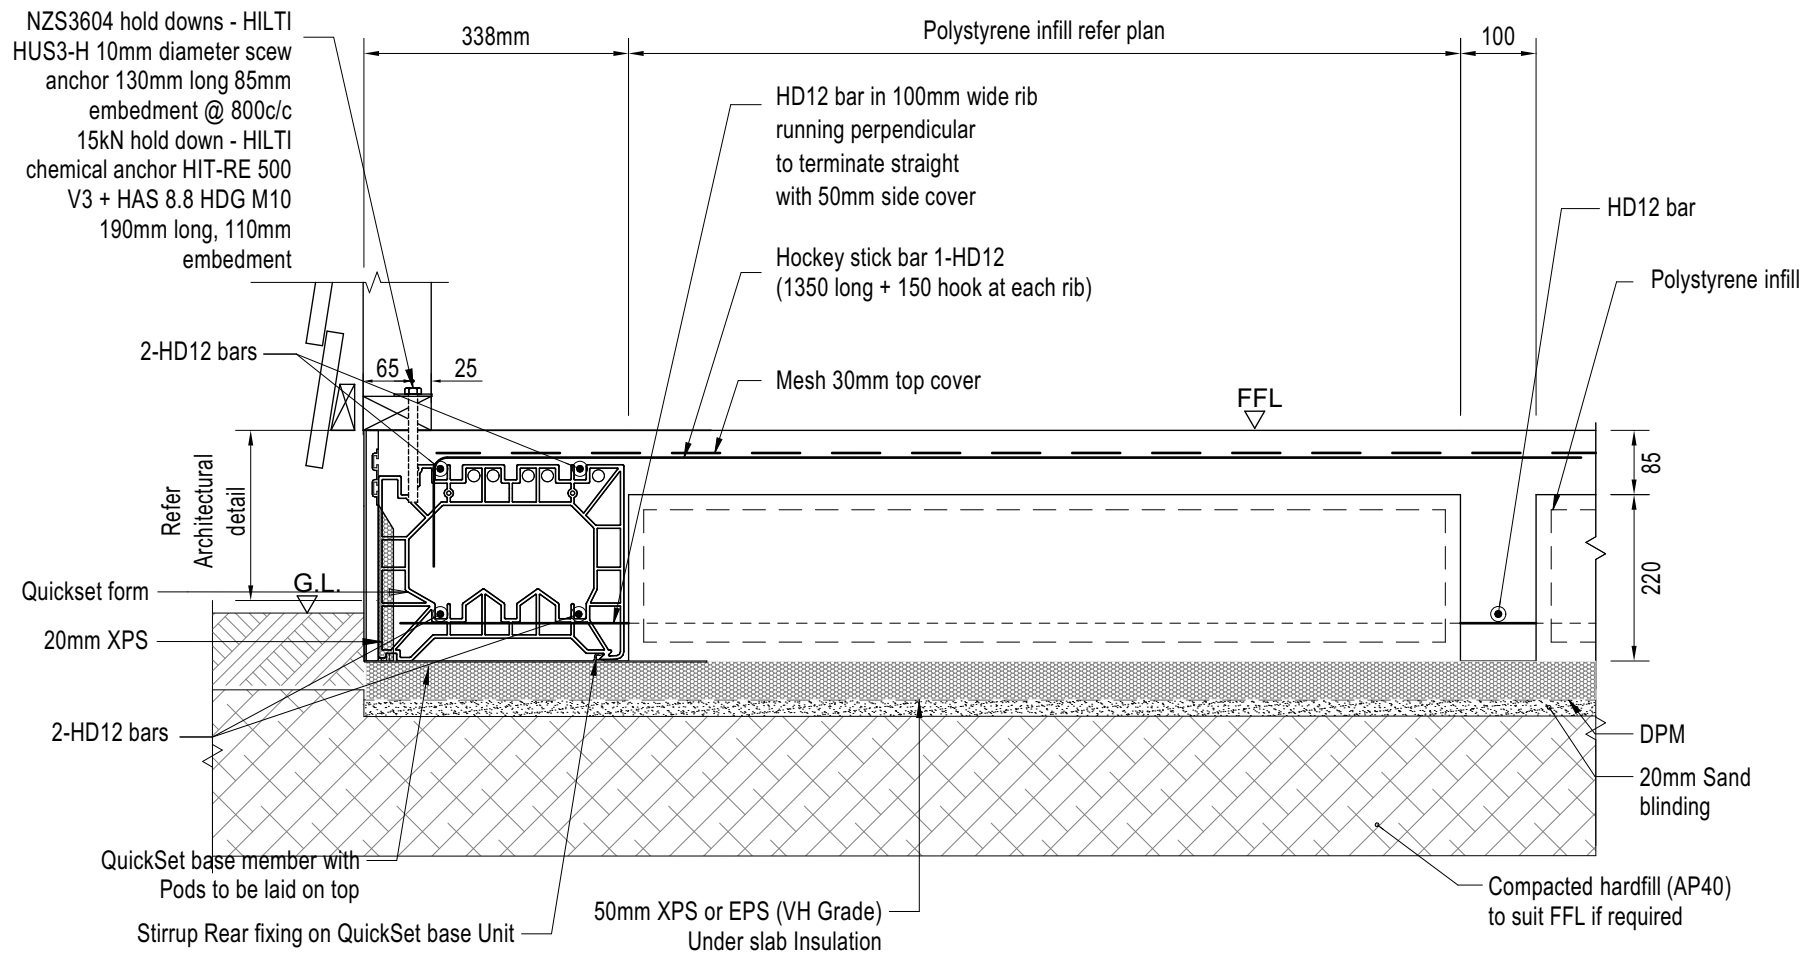 NZS3604 hold downs - HILTI
HUS3-H 10mm diameter scew
anchor 130mm long 85mm
embedment @ 800c/c
15kN hold down - HILTI
chemical anchor HIT-RE 500
V3 + HAS 8.8 HDG M10
190mm long, 110mm
embedment
338mm
Polystyrene infill refer plan
100
HD12 bar in 100mm wide rib
running perpendicular
to terminate straight
with 50mm side cover
HD12 bar
Hockey stick bar 1-HD12
(1350 long + 150 hook at each rib)
Polystyrene infill
2-HD12 bars
65
25
Mesh 30mm top cover
FFL
85
Refer
Architectural
detail
220
Quickset form
G.L.
20mm XPS
2-HD12 bars
DPM
20mm Sand
blinding
QuickSet base member with
Pods to be laid on top
Stirrup Rear fixing on QuickSet base Unit
50mm XPS or EPS (VH Grade)
Under slab Insulation
Compacted hardfill (AP40)
to suit FFL if required